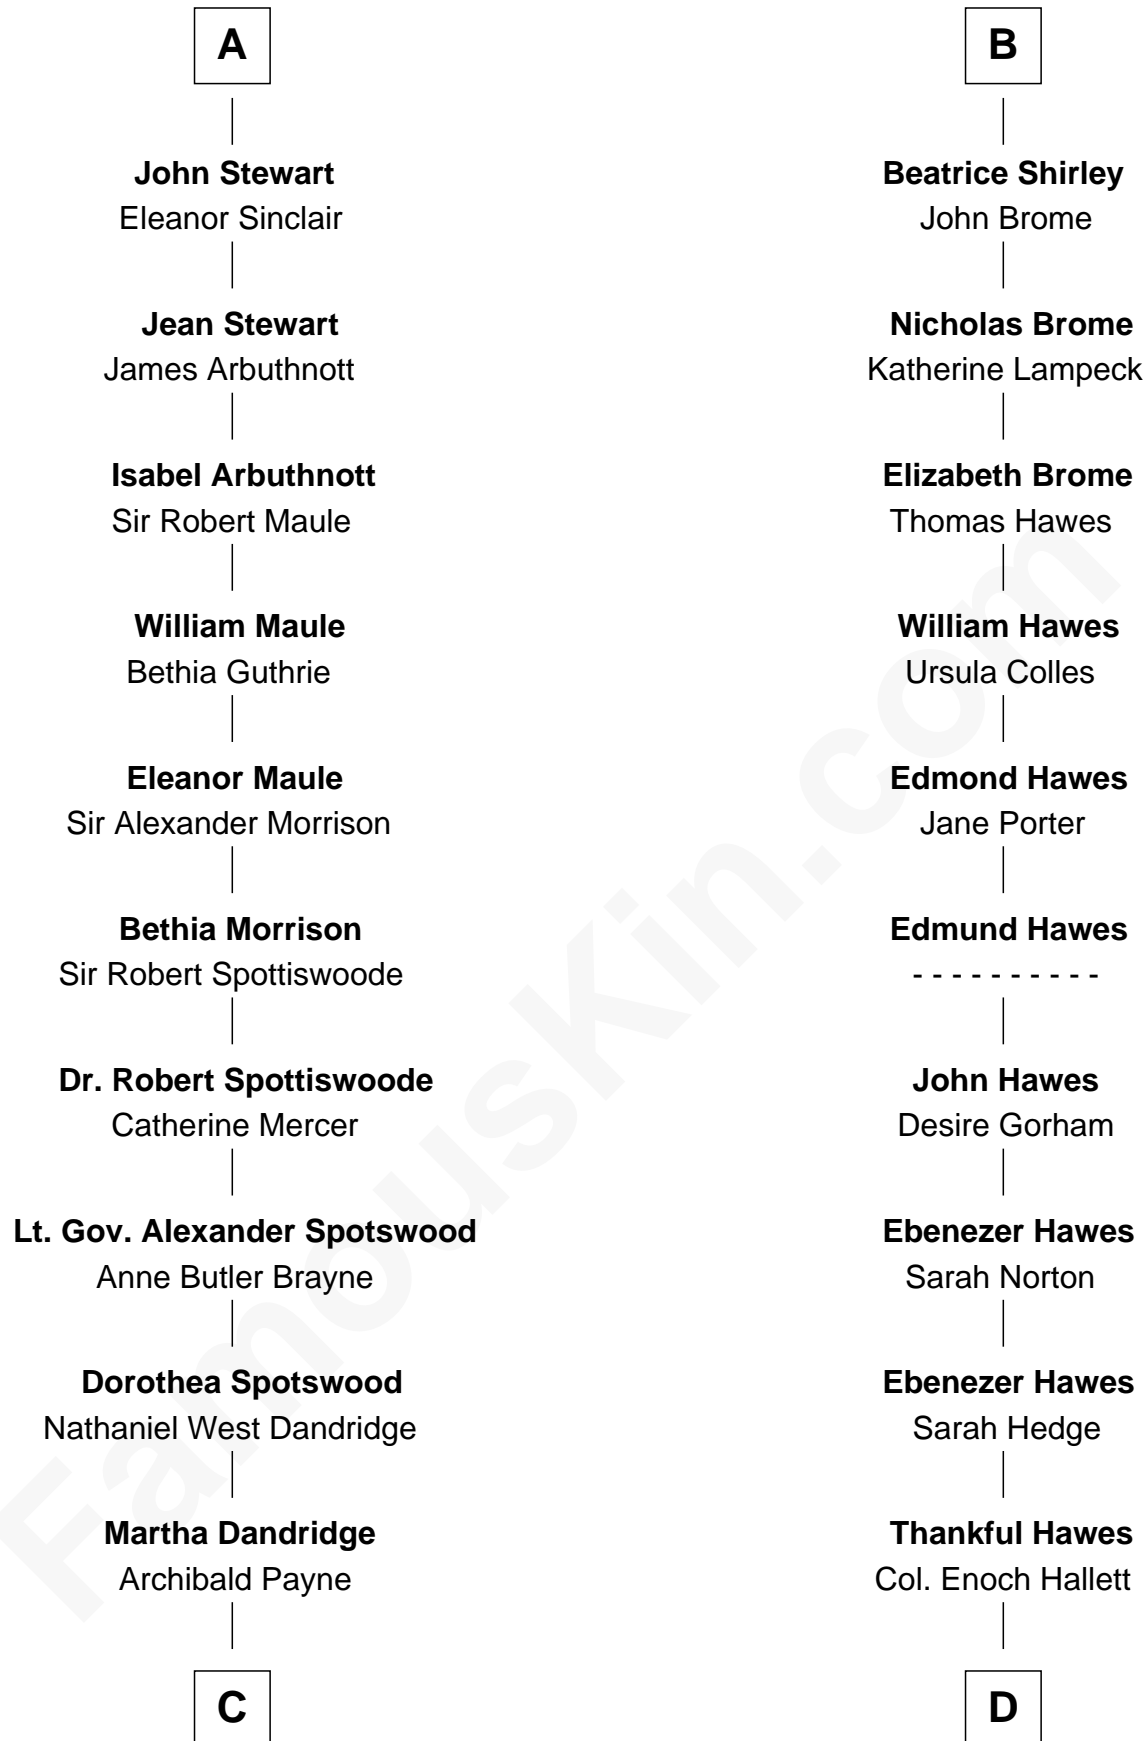 A
John Stewart
Eleanor Sinclair
Jean Stewart
James Arbuthnott
Isabel Arbuthnott
Sir Robert Maule
William Maule
Bethia Guthrie
Eleanor Maule
Sir Alexander Morrison
Bethia Morrison
Sir Robert Spottiswoode
Dr. Robert Spottiswoode
Catherine Mercer
Lt. Gov. Alexander Spotswood
Anne Butler Brayne
Dorothea Spotswood
Nathaniel West Dandridge
Martha Dandridge
Archibald Payne
C
B
Beatrice Shirley
John Brome
Nicholas Brome
Katherine Lampeck
Elizabeth Brome
Thomas Hawes
William Hawes
Ursula Colles
Edmond Hawes
Jane Porter
Edmund Hawes
- - - - - - - - - -
John Hawes
Desire Gorham
Ebenezer Hawes
Sarah Norton
Ebenezer Hawes
Sarah Hedge
Thankful Hawes
Col. Enoch Hallett
D
FamousKin.com